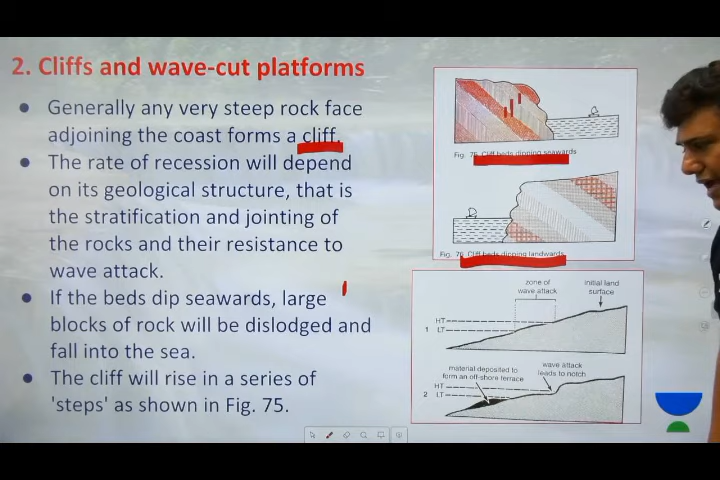 2. Cliffs and wave-cut platforms
● Generally any very steep rock face
adjoining the coast forms a cliff.
● The rate of recession will depend
on its geological structure, that is
the stratification and jointing of
the rocks and their resistance to
wave attack.
● If the beds dip seawards, large
blocks of rock will be dislodged and
fall into the sea.
● The cliff will rise in a series of
'steps' as shown in Fig. 75.
Fig. 75 Cliff beds dipping seawards
Fig. 76 Cliff beds dipping landwards
zone of
wave attack
initial land
surface
HT
1 LT
material deposited to
form an off-shore terrace
wave attack
leads to notch
HT
2 LT